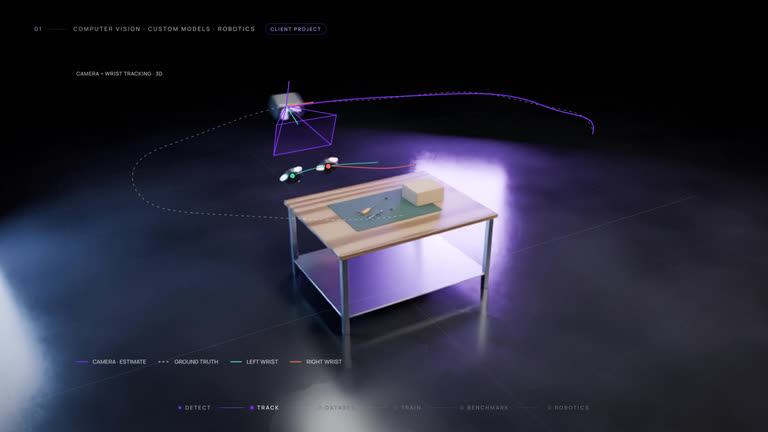 01 COMPUTER VISION · CUSTOM MODELS · ROBOTICS CLIENT PROJECT
CAMERA + WRIST TRACKING · 3D
CAMERA · ESTIMATE GROUND TRUTH LEFT WRIST RIGHT WRIST
DETECT TRACK DATASET TRAIN BENCHMARK ROBOTICS